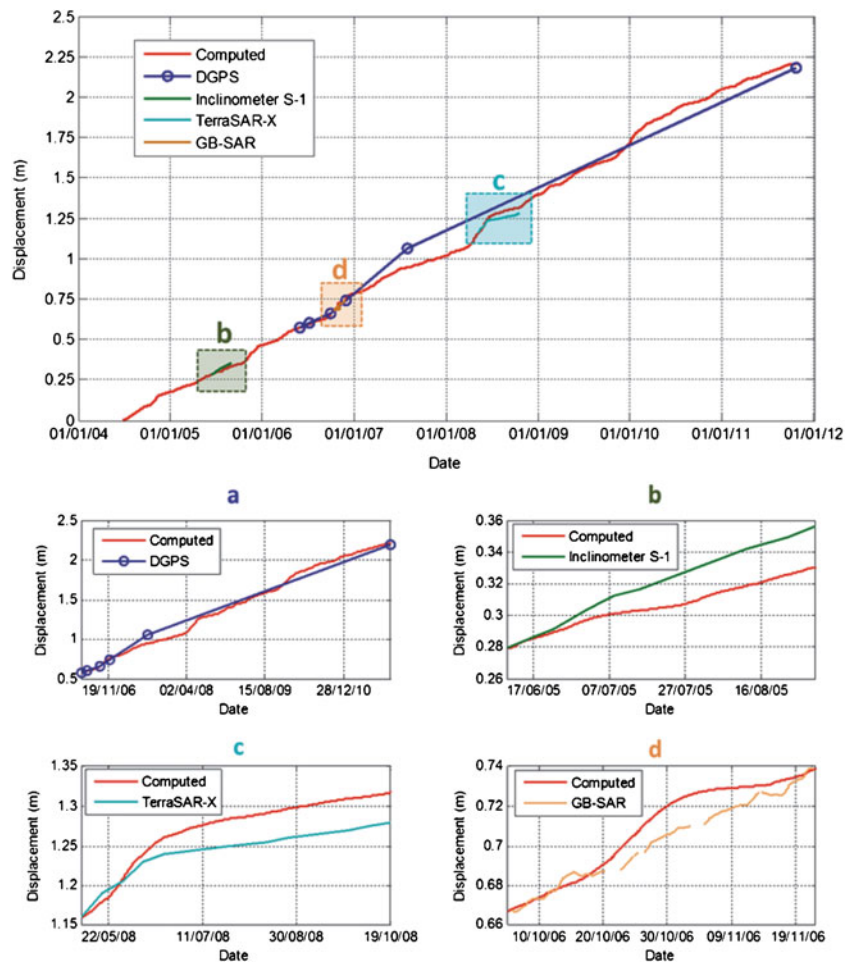 2.5
2.25
2
1.75
1.5
1.25
1
0.75
0.5
0.25
0
Displacement (m)
Computed
DGPS
Inclinometer S-1
TerraSAR-X
GB-SAR
b
d
c
01/01/04 01/01/05 01/01/06 01/01/07 01/01/08 01/01/09 01/01/10 01/01/11 01/01/12
Date
a
2.5
2
1.5
1
0.5
Displacement (m)
Computed
DGPS
19/11/06 02/04/08 15/08/09 28/12/10
Date
b
0.36
0.34
0.32
0.3
0.28
0.26
Displacement (m)
Computed
Inclinometer S-1
17/06/05 07/07/05 27/07/05 16/08/05
Date
c
1.35
1.3
1.25
1.2
1.15
Displacement (m)
Computed
TerraSAR-X
22/05/08 11/07/08 30/08/08 19/10/08
Date
d
0.74
0.72
0.7
0.68
0.66
Displacement (m)
Computed
GB-SAR
10/10/06 20/10/06 30/10/06 09/11/06 19/11/06
Date